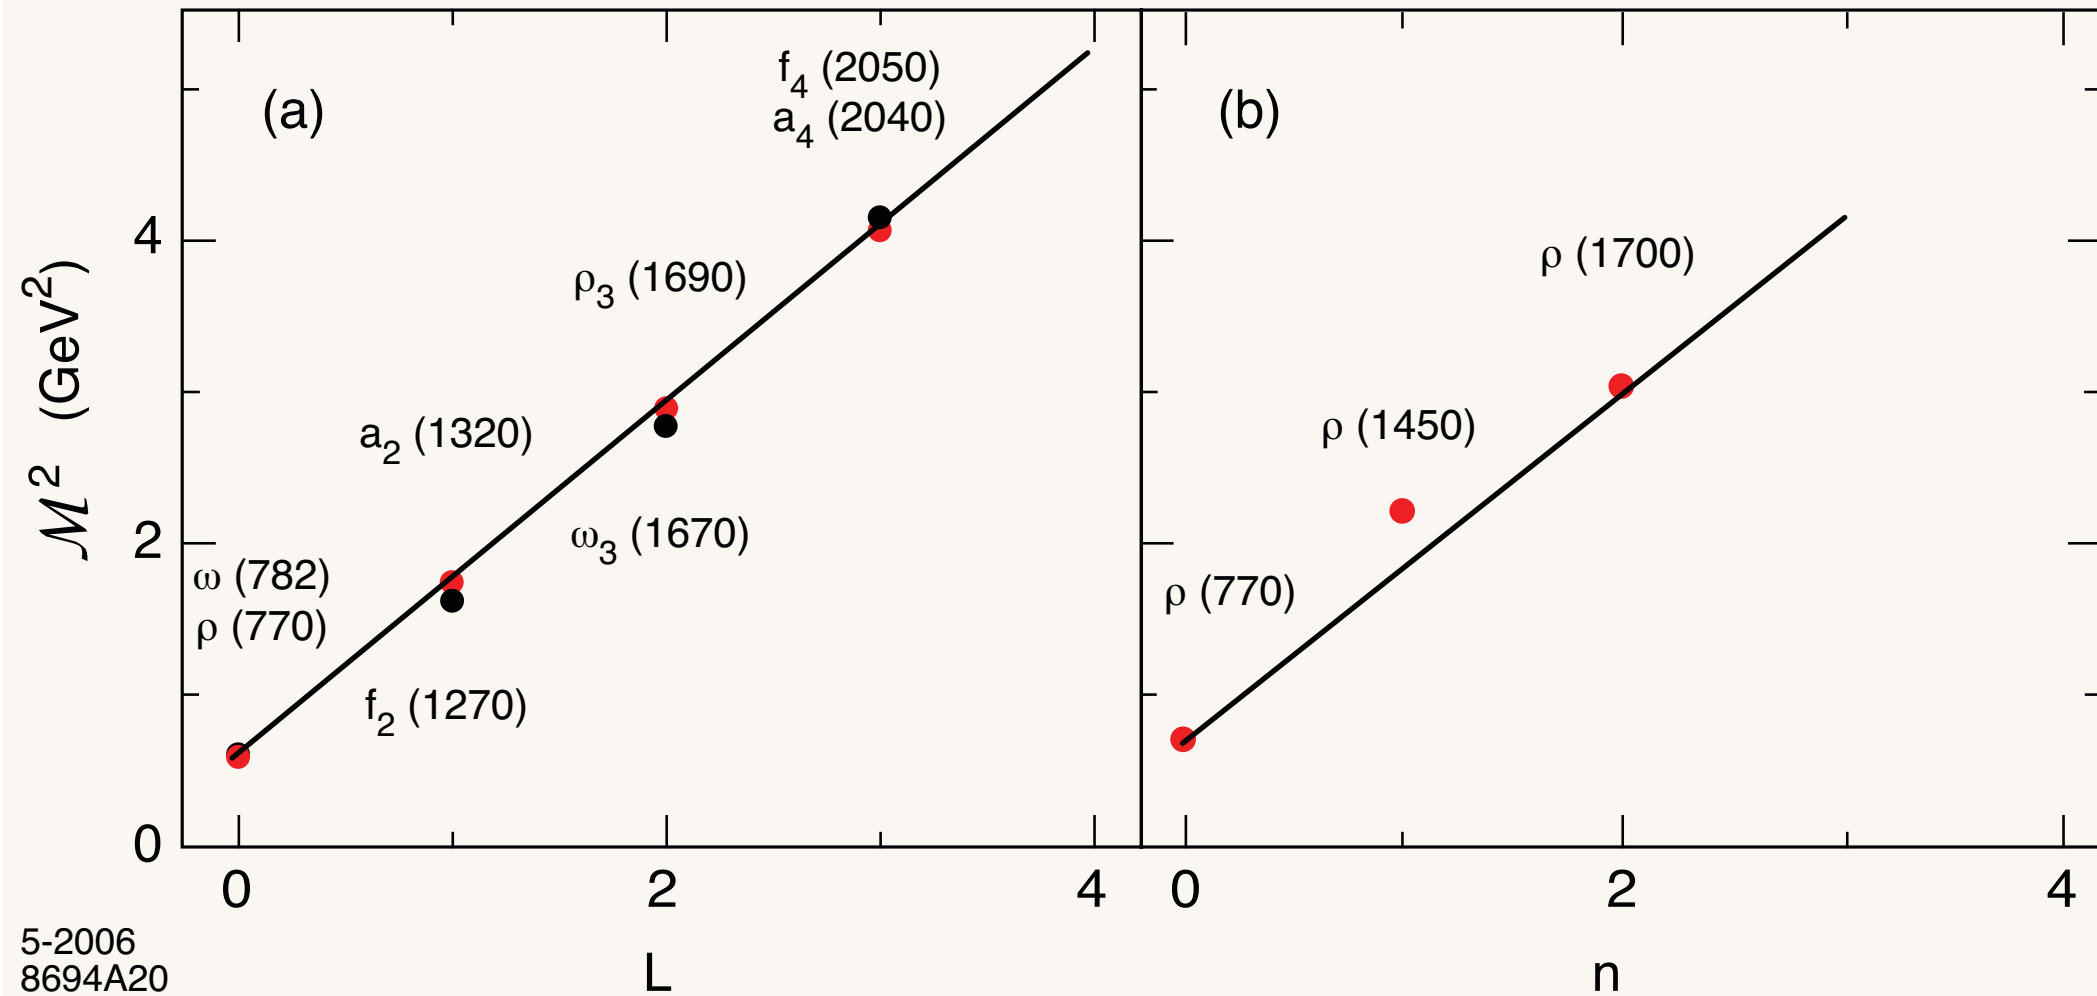 (a)
f4 (2050)
a4 (2040)
ρ3 (1690)
a2 (1320)
ω3 (1670)
ω (782)
ρ (770)
f2 (1270)
M2 (GeV2)
4
2
0
0 2 4
L
(b)
ρ (1700)
ρ (1450)
ρ (770)
0 2 4
n
5-2006
8694A20